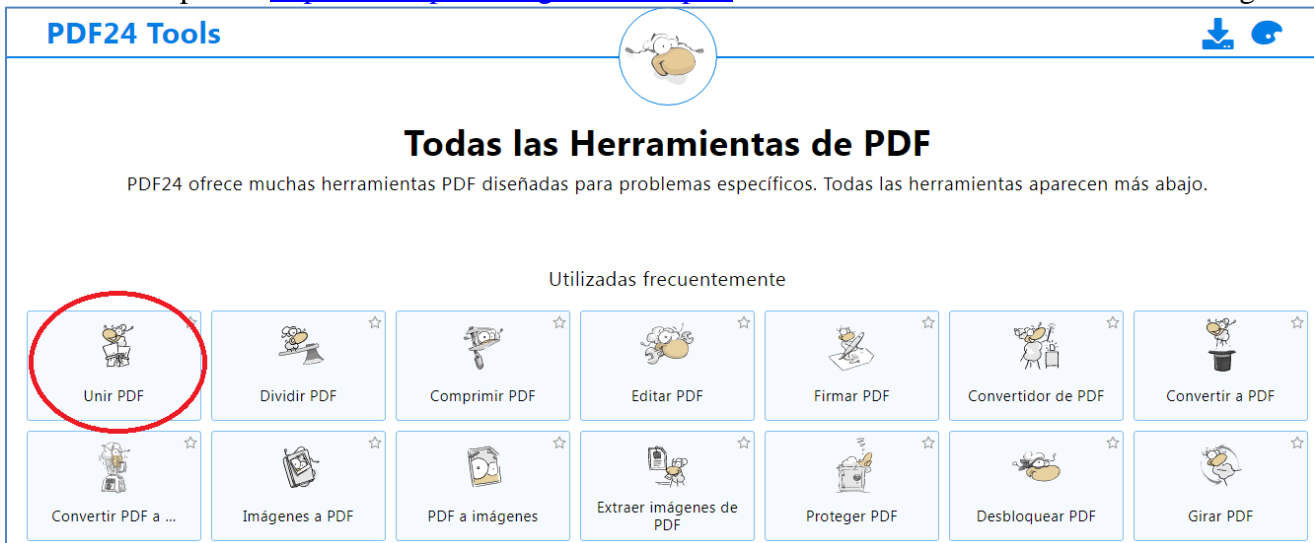 PDF24 Tools
Todas las Herramientas de PDF
PDF24 ofrece muchas herramientas PDF diseñadas para problemas específicos. Todas las herramientas aparecen más abajo.
Utilizadas frecuentemente
Unir PDF
Dividir PDF
Comprimir PDF
Editar PDF
Firmar PDF
Convertidor de PDF
Convertir a PDF
Convertir PDF a ...
Imágenes a PDF
PDF a imágenes
Extraer imágenes de
PDF
Proteger PDF
Desbloquear PDF
Girar PDF